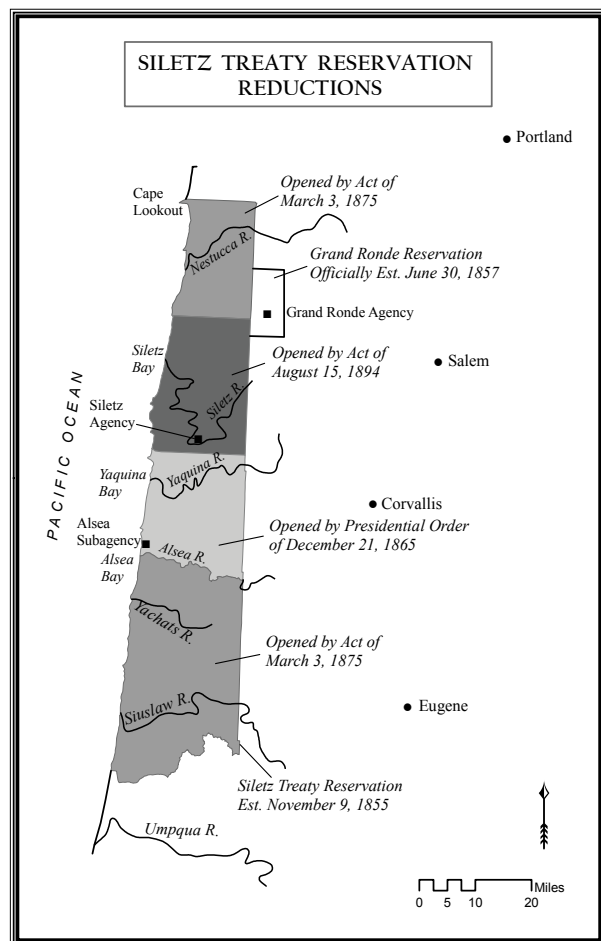 SILETZ TREATY RESERVATION
REDUCTIONS
Portland
Opened by Act of
March 3, 1875
Cape
Lookout
Nestucca R.
Grand Ronde Reservation
Officially Est. June 30, 1857
Grand Ronde Agency
Siletz
Bay
Opened by Act of
August 15, 1894
Salem
Siletz R.
Siletz
Agency
PACIFIC OCEAN
Yaquina R.
Yaquina
Bay
Corvallis
Opened by Presidential Order
of December 21, 1865
Alsea
Subagency
Alsea R.
Alsea
Bay
Yachats R.
Opened by Act of
March 3, 1875
Siuslaw R.
Eugene
Siletz Treaty Reservation
Est. November 9, 1855
Umpqua R.
Miles
0 5 10 20